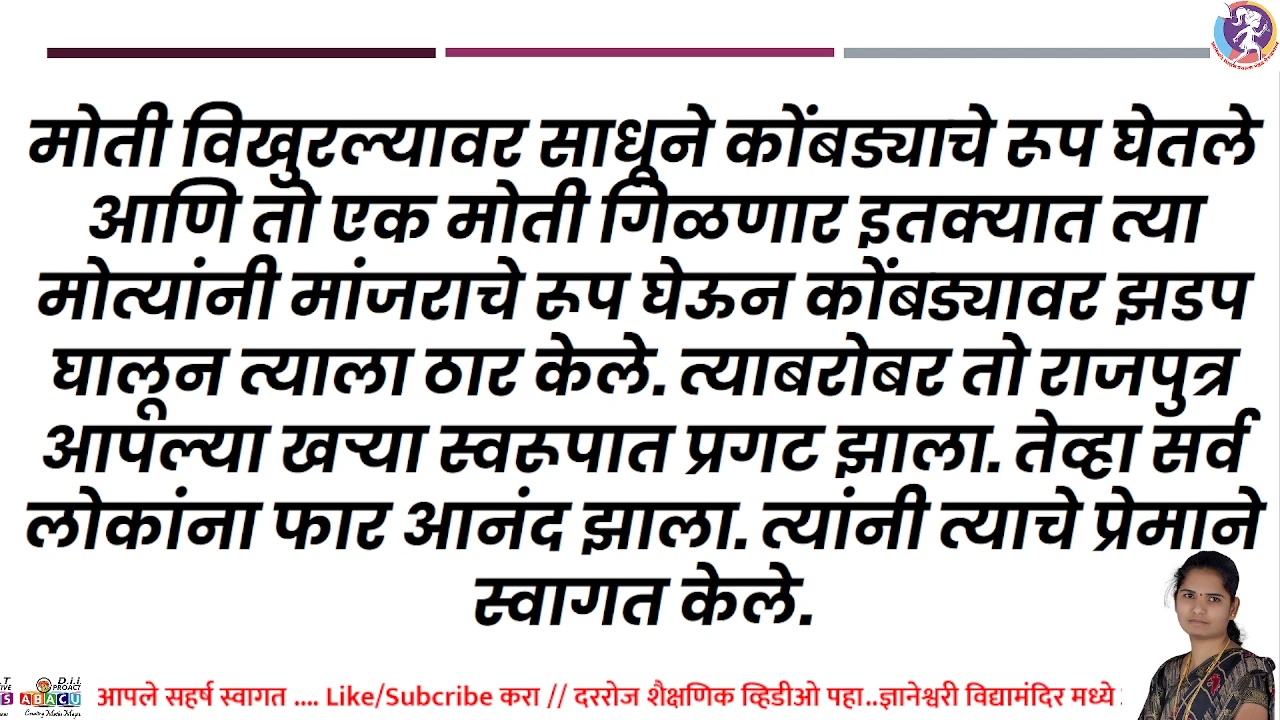 मोती विखुरल्यावर साधूने कोंबड्याचे रूप घेतले
आणि तो एक मोती गिळणार इतक्यात त्या
मोत्यांनी मांजराचे रूप घेऊन कोंबड्यावर झडप
घालून त्याला ठार केले. त्याबरोबर तो राजपुत्र
आपल्या खऱ्या स्वरूपात प्रगट झाला. तेव्हा सर्व
लोकांना फार आनंद झाला. त्यांनी त्याचे प्रेमाने
स्वागत केले.
ABACU
आपले सहर्ष स्वागत .... Like/Subcribe करा // दररोज शैक्षणिक व्हिडीओ पहा..ज्ञानेश्वरी विद्यामंदिर मध्ये